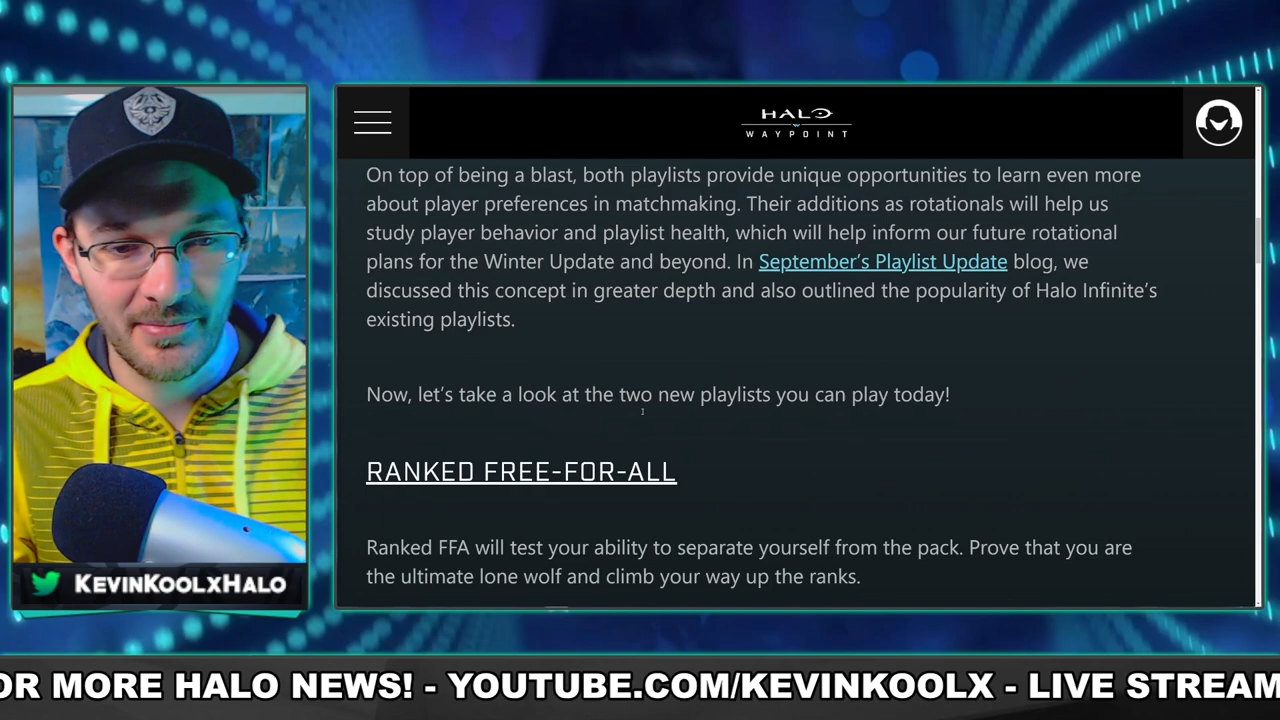 HALO
WAYPOINT
On top of being a blast, both playlists provide unique opportunities to learn even more
about player preferences in matchmaking. Their additions as rotationals will help us
study player behavior and playlist health, which will help inform our future rotational
plans for the Winter Update and beyond. In September’s Playlist Update blog, we
discussed this concept in greater depth and also outlined the popularity of Halo Infinite’s
existing playlists.
Now, let’s take a look at the two new playlists you can play today!
RANKED FREE-FOR-ALL
Ranked FFA will test your ability to separate yourself from the pack. Prove that you are
the ultimate lone wolf and climb your way up the ranks.
KEVINKOOLXHALO
OR MORE HALO NEWS! - YOUTUBE.COM/KEVINKOOLX - LIVE STREAM